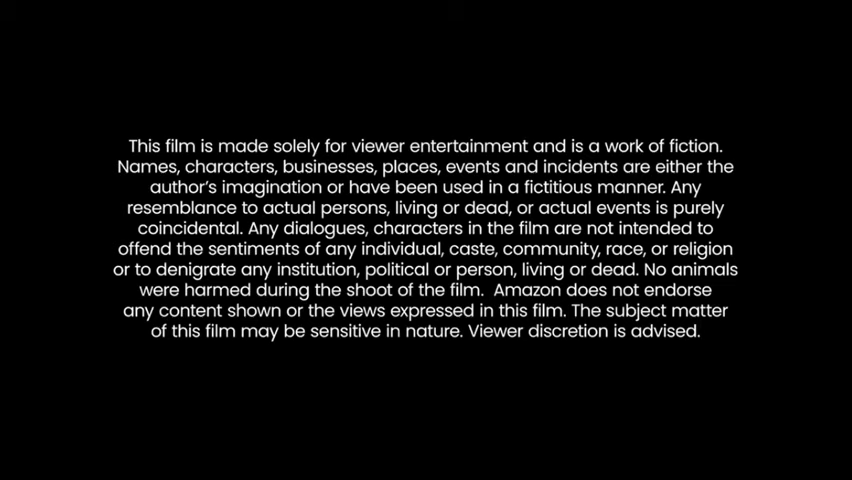 This film is made solely for viewer entertainment and is a work of fiction.
Names, characters, businesses, places, events and incidents are either the
author's imagination or have been used in a fictitious manner. Any
resemblance to actual persons, living or dead, or actual events is purely
coincidental. Any dialogues, characters in the film are not intended to
offend the sentiments of any individual, caste, community, race, or religion
or to denigrate any institution, political or person, living or dead. No animals
were harmed during the shoot of the film.  Amazon does not endorse
any content shown or the views expressed in this film. The subject matter
of this film may be sensitive in nature. Viewer discretion is advised.